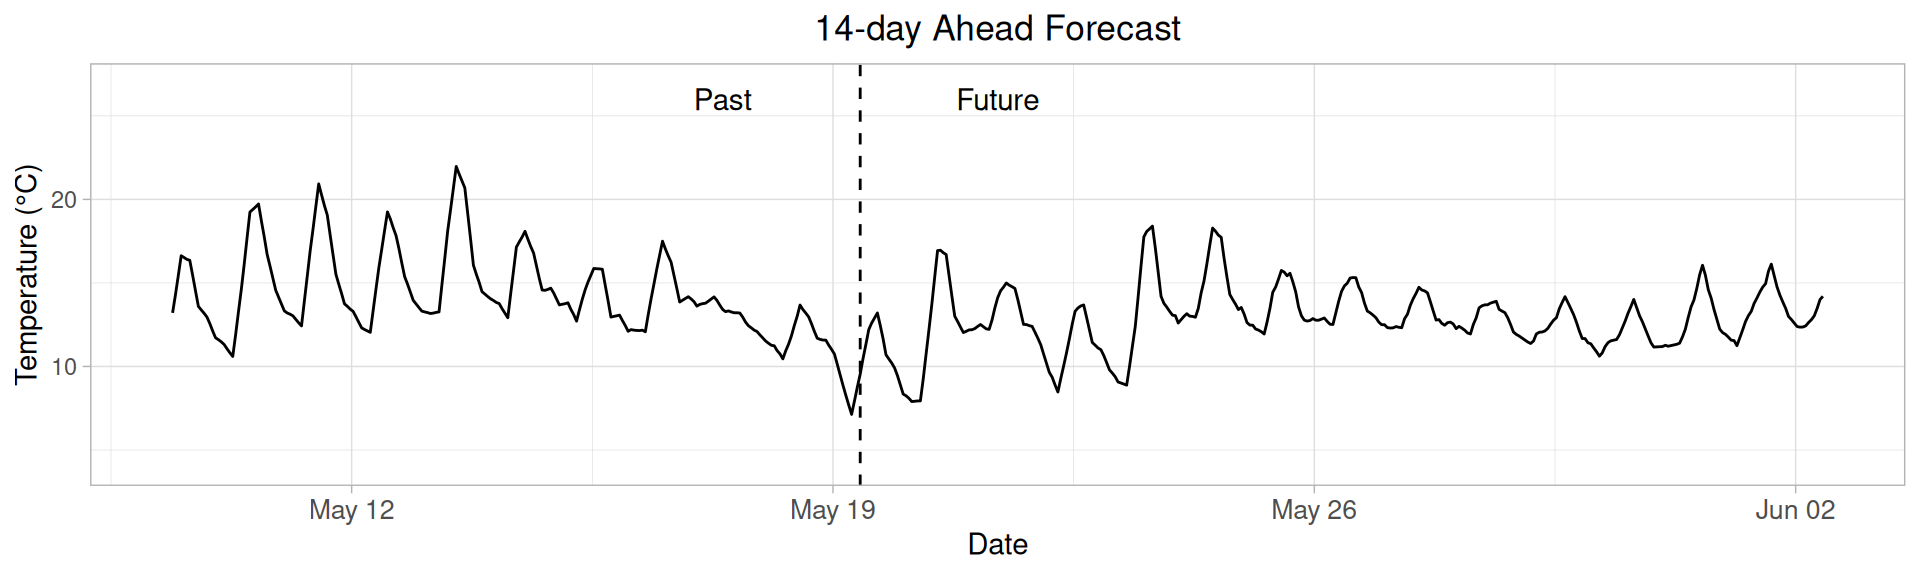 14-day Ahead Forecast
Past
Future
Temperature (°C)
20
10
May 12
May 19
May 26
Jun 02
Date